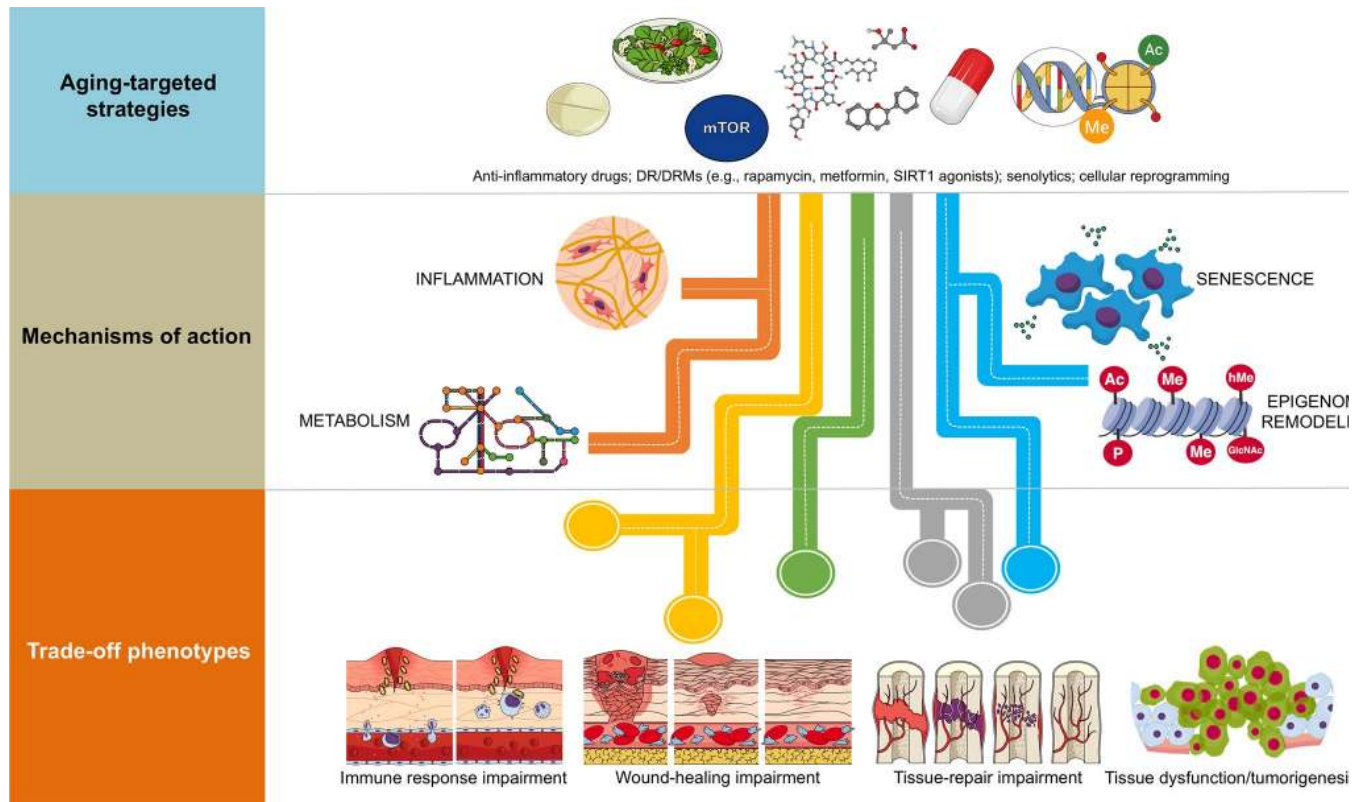 Aging-targeted
strategies
mTOR
Ac
Me
Anti-inflammatory drugs; DR/DRMs (e.g., rapamycin, metformin, SIRT1 agonists); senolytics; cellular reprogramming
Mechanisms of action
INFLAMMATION
SENESCENCE
METABOLISM
Ac
Me
hMe
P
Me
GlcNAc
EPIGENOM
REMODELI
Trade-off phenotypes
Immune response impairment
Wound-healing impairment
Tissue-repair impairment
Tissue dysfunction/tumorigenesi